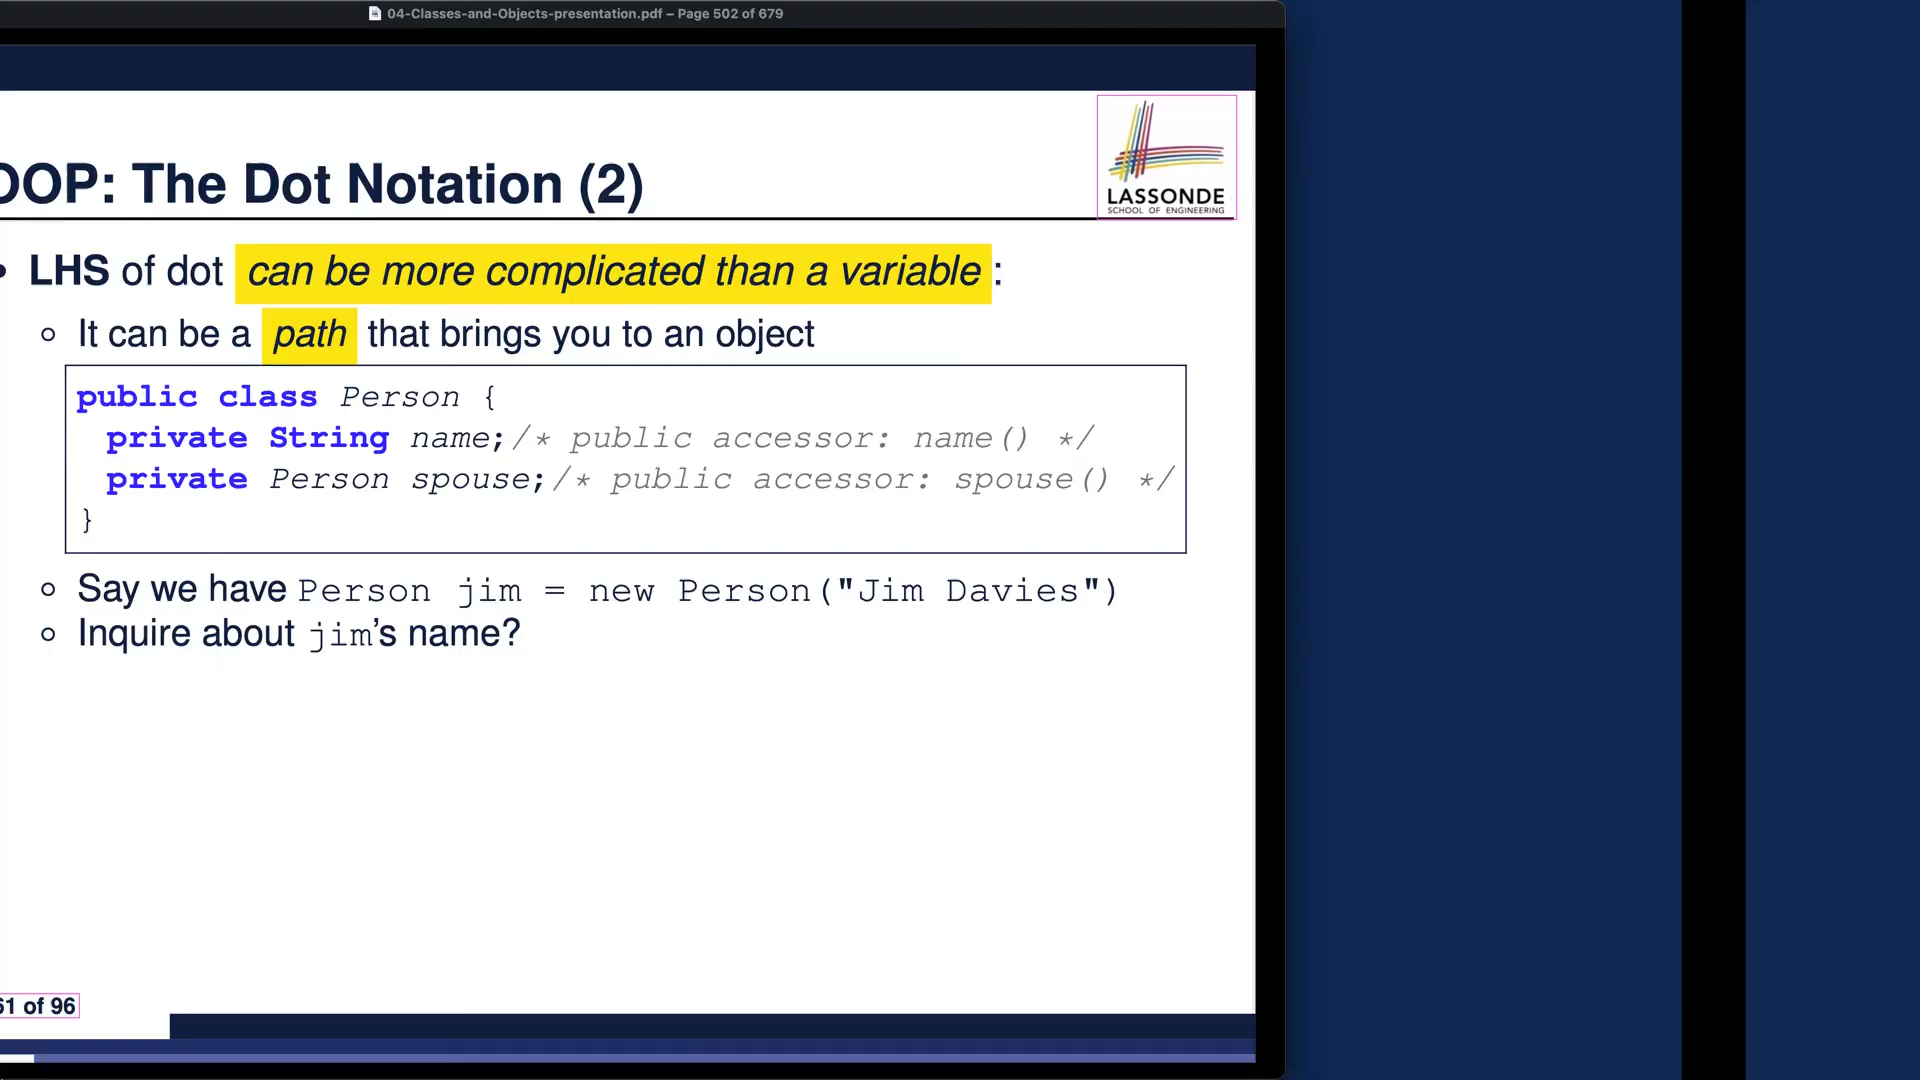 04-Classes-and-Objects-presentation.pdf – Page 502 of 679
OOP: The Dot Notation (2)
LASSONDE
SCHOOL OF ENGINEERING
• LHS of dot can be more complicated than a variable :
○ It can be a path that brings you to an object
public class Person {
private String name;/* public accessor: name() */
private Person spouse;/* public accessor: spouse() */
}
○ Say we have Person jim = new Person("Jim Davies")
○ Inquire about jim’s name?
61 of 96